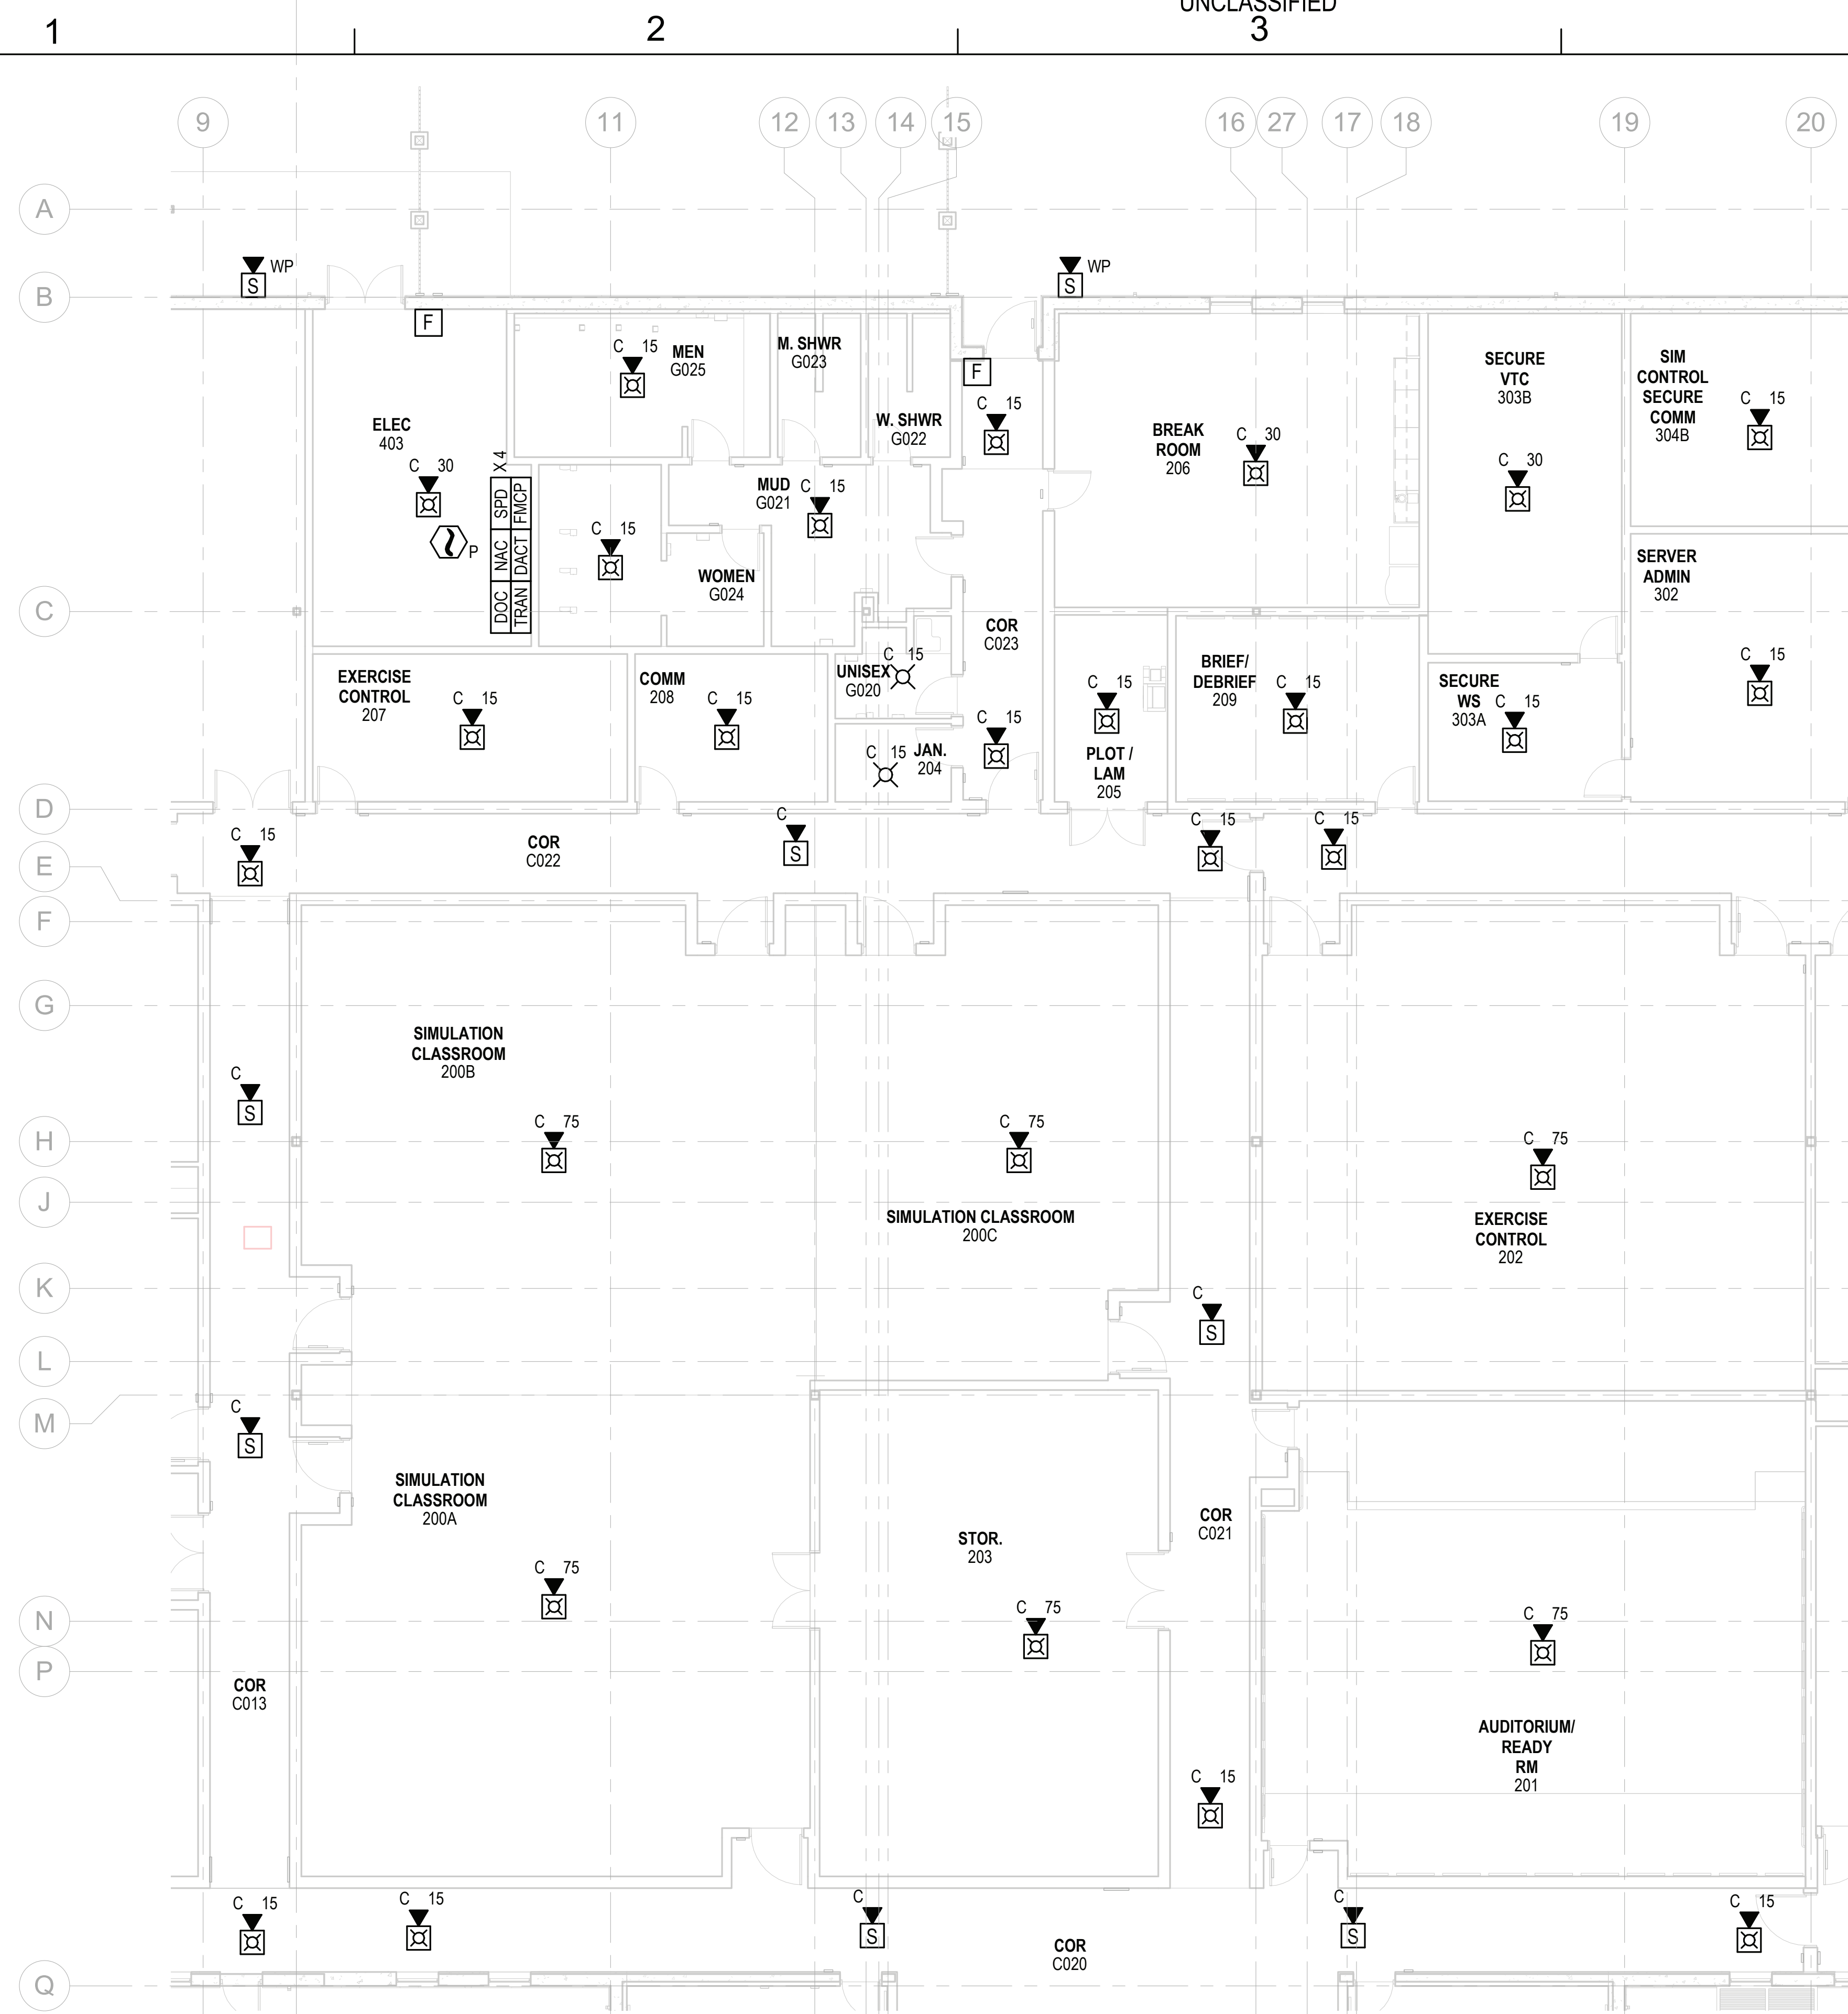 UNCLASSIFIED
1
2
3
9
11
12
13
14
15
16
27
17
18
19
20
A
B
C
D
E
F
G
H
J
K
L
M
N
P
Q
WP
S
WP
S
F
C 15
MEN
G025
M. SHWR
G023
W. SHWR
G022
F
C 15
ELEC
403
C 30
P
X 4
DOC NAC SPD
TRAN DACT FMCP
C 15
MUD
G021
C 15
WOMEN
G024
BREAK
ROOM
206
C 30
SECURE
VTC
303B
C 30
SIM
CONTROL
SECURE
COMM
304B
C 15
SERVER
ADMIN
302
C 15
COR
C023
EXERCISE
CONTROL
207
C 15
COMM
208
C 15
UNISEX
G020
C 15
JAN.
204
C 15
C 15
C 15
PLOT /
LAM
205
BRIEF/
DEBRIEF
209
C 15
SECURE
WS
303A
C 15
C 15
COR
C022
C
S
C 15
C 15
SIMULATION
CLASSROOM
200B
C
S
C 75
C 75
SIMULATION CLASSROOM
200C
C 75
EXERCISE
CONTROL
202
C
S
C
S
SIMULATION
CLASSROOM
200A
C 75
STOR.
203
C 75
COR
C021
C 75
COR
C013
AUDITORIUM/
READY
RM
201
C 15
C 15
C 15
C
S
COR
C020
C
S
C 15